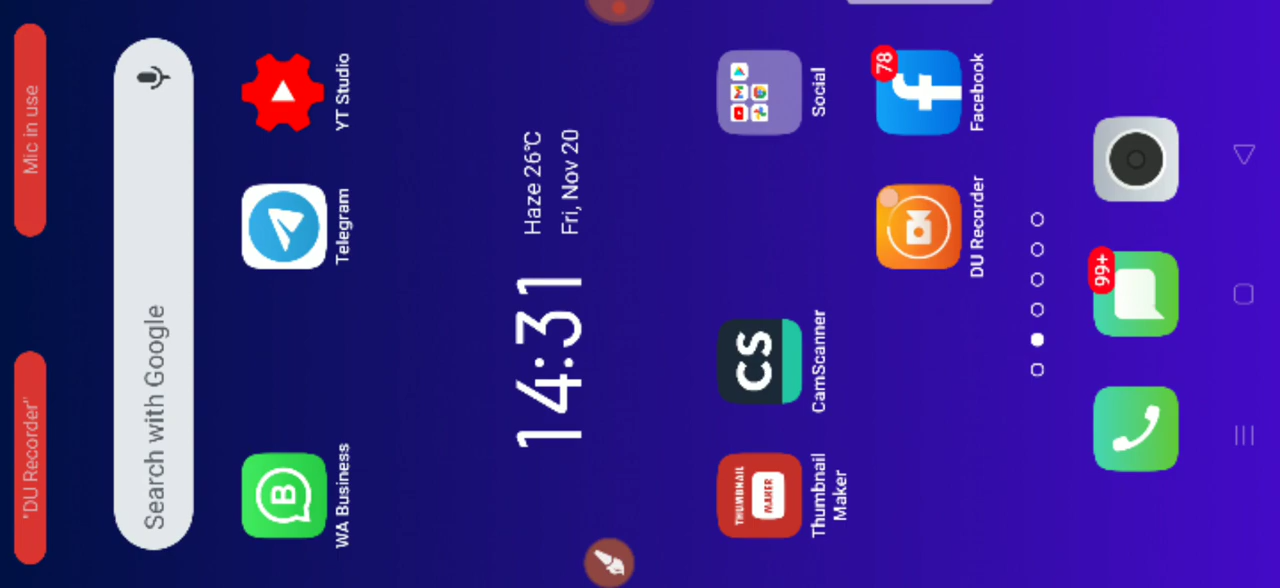 "DU Recorder" Mic in use
Search with Google
WA Business Telegram YT Studio
14:31
Haze 26°C
Fri, Nov 20
THUMBNAIL
MAKER
CS
Thumbnail
Maker
CamScanner Social
78
DU Recorder Facebook
99+